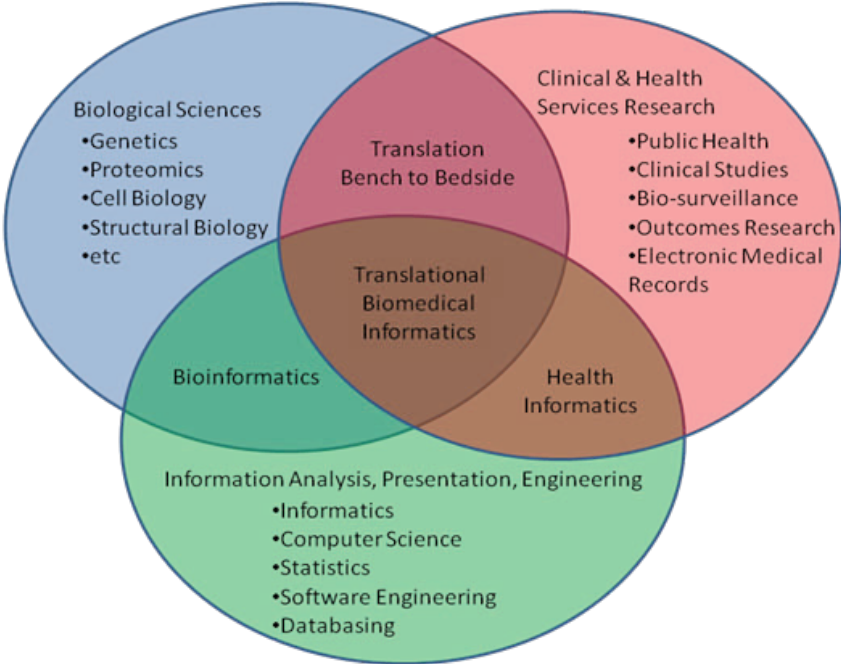 Biological Sciences
•Genetics
•Proteomics
•Cell Biology
•Structural Biology
•etc
Translation
Bench to Bedside
Clinical & Health
Services Research
•Public Health
•Clinical Studies
•Bio-surveillance
•Outcomes Research
•Electronic Medical
Records
Translational
Biomedical
Informatics
Bioinformatics
Health
Informatics
Information Analysis, Presentation, Engineering
•Informatics
•Computer Science
•Statistics
•Software Engineering
•Databasing